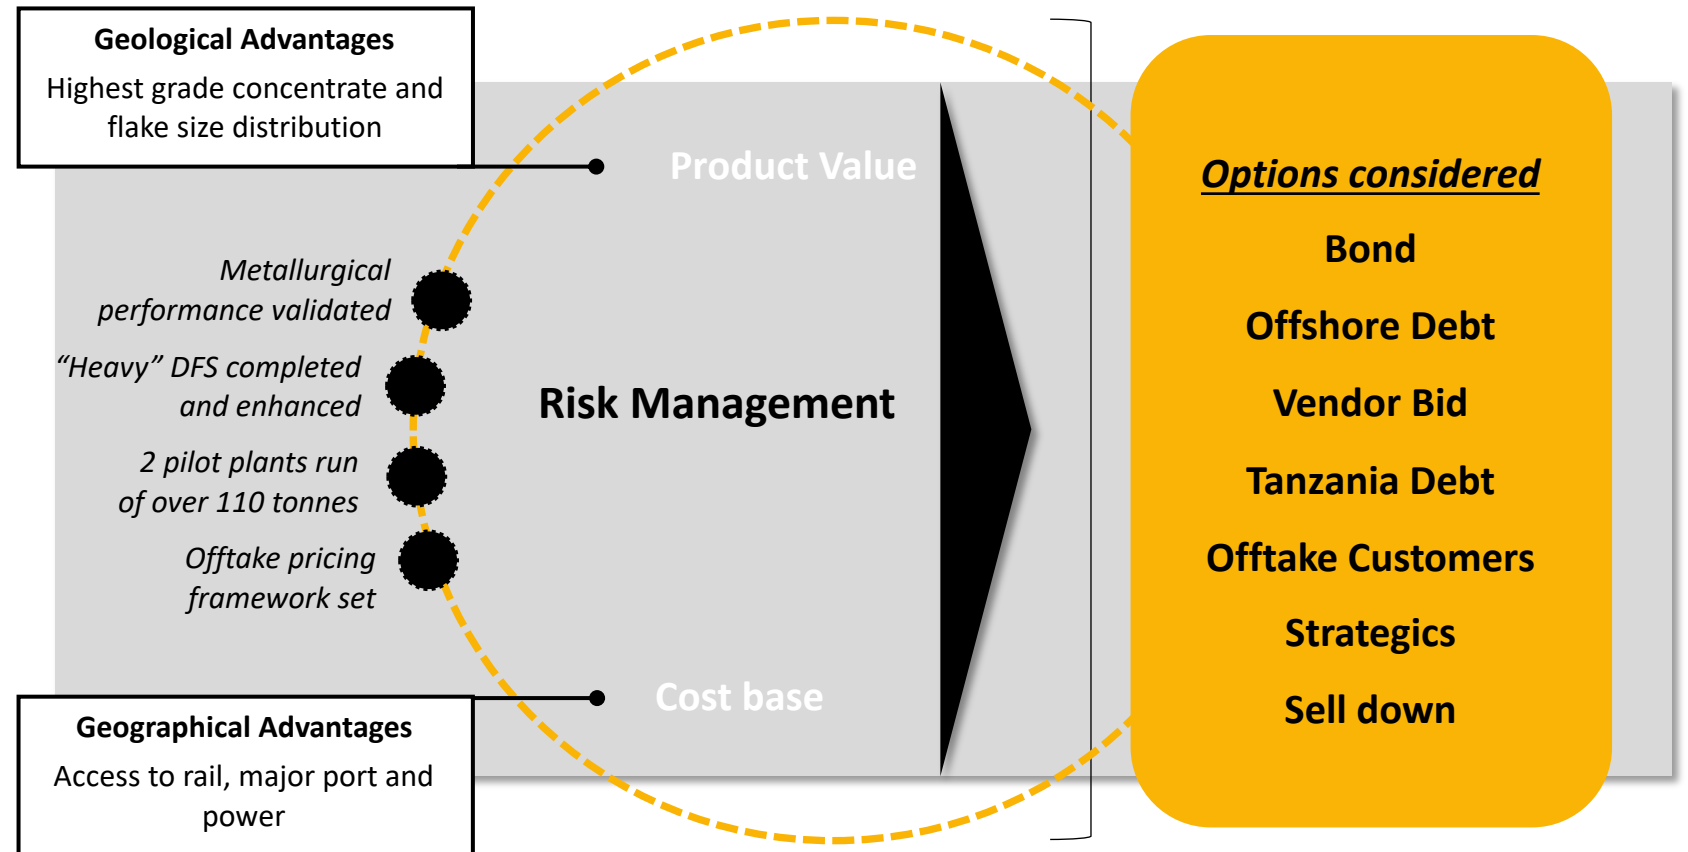 Geological Advantages
Highest grade concentrate and
flake size distribution
Product Value
Metallurgical
performance validated
“Heavy” DFS completed
and enhanced
2 pilot plants run
of over 110 tonnes
Offtake pricing
framework set
Risk Management
Cost base
Geographical Advantages
Access to rail, major port and
power
Options considered
Bond
Offshore Debt
Vendor Bid
Tanzania Debt
Offtake Customers
Strategics
Sell down